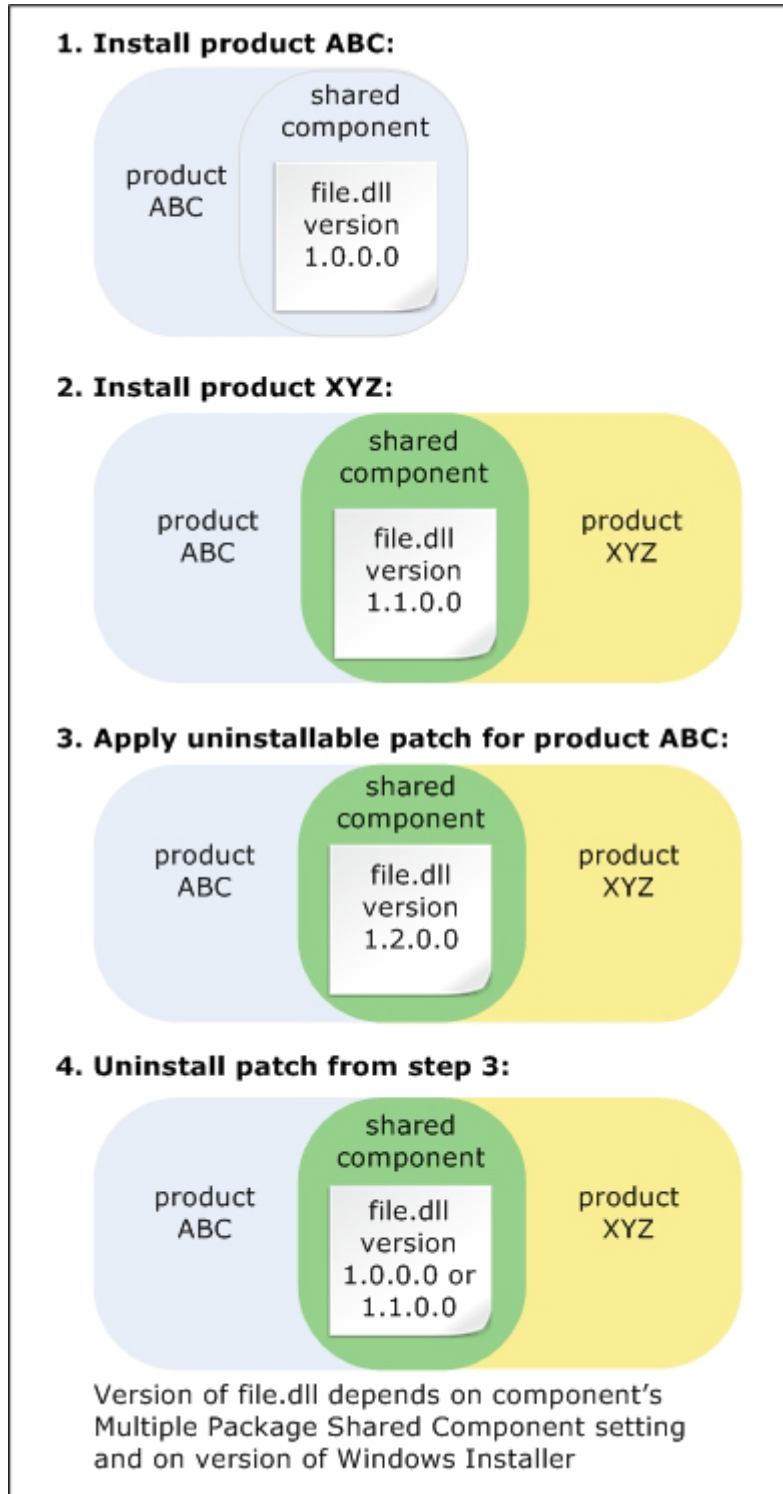 1. Install product ABC:
shared
component
product
ABC
file.dll
version
1.0.0.0
2. Install product XYZ:
shared
component
product
ABC
file.dll
version
1.1.0.0
product
XYZ
3. Apply uninstallable patch for product ABC:
shared
component
product
ABC
file.dll
version
1.2.0.0
product
XYZ
4. Uninstall patch from step 3:
shared
component
product
ABC
file.dll
version
1.0.0.0 or
1.1.0.0
product
XYZ
Version of file.dll depends on component’s
Multiple Package Shared Component setting
and on version of Windows Installer